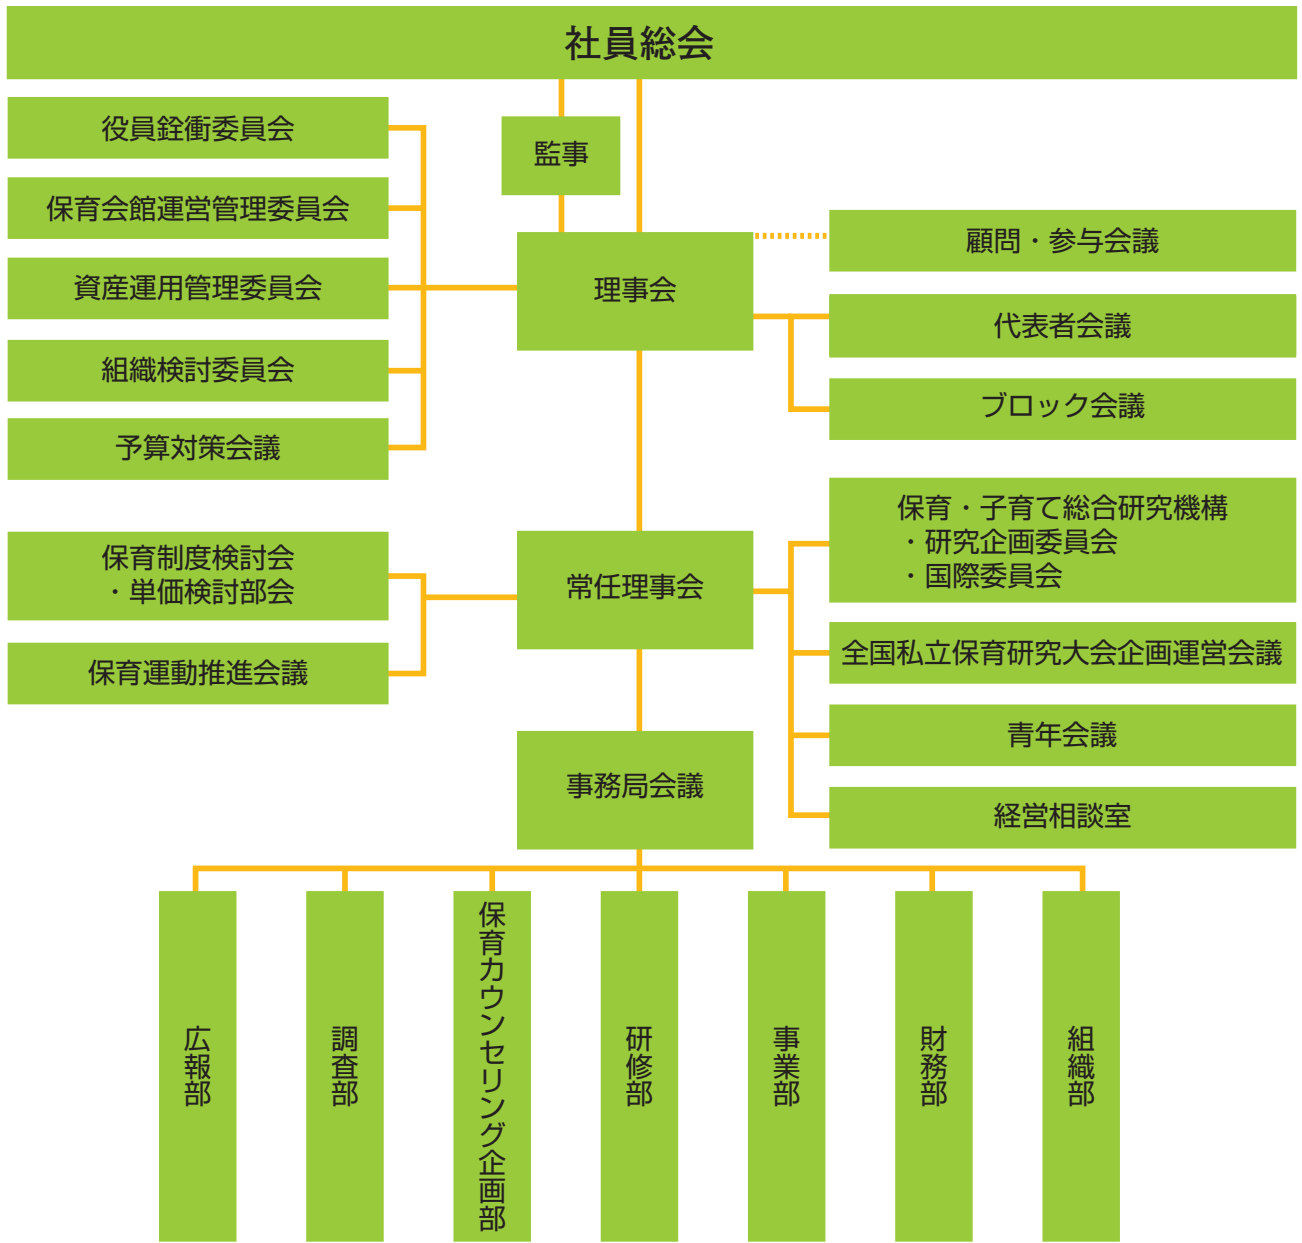 社員総会
役員銓衡委員会
保育会館運営管理委員会
資産運用管理委員会
組織検討委員会
予算対策会議
監事
理事会
顧問・参与会議
代表者会議
ブロック会議
保育制度検討会
・単価検討部会
保育運動推進会議
常任理事会
保育・子育て総合研究機構
・研究企画委員会
・国際委員会
全国私立保育研究大会企画運営会議
青年会議
経営相談室
事務局会議
広報部
調査部
保育カウンセリング企画部
研修部
事業部
財務部
組織部